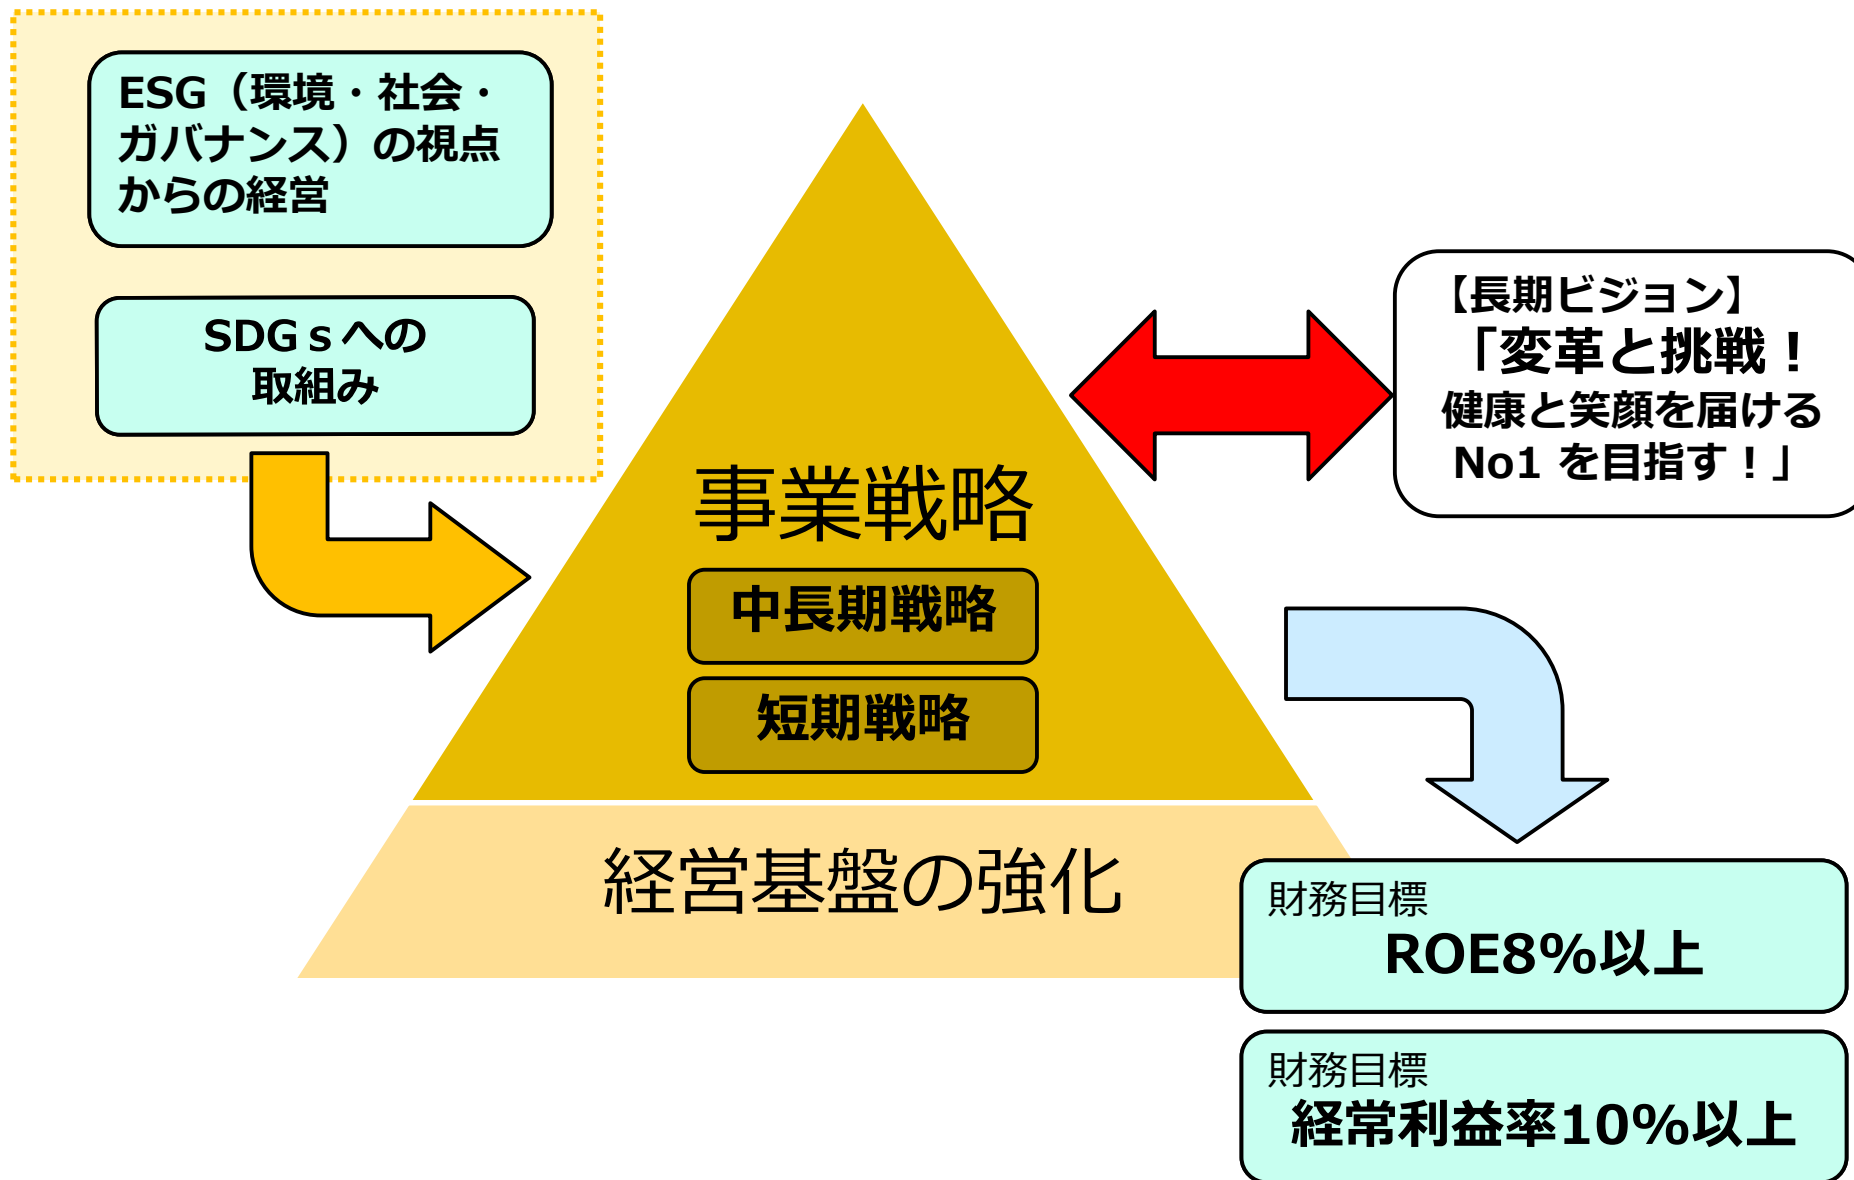 ESG（環境・社会・
ガバナンス）の視点
からの経営
SDGｓへの
取組み
【長期ビジョン】
「変革と挑戦！
健康と笑顔を届ける
No1 を目指す！」
事業戦略
中長期戦略
短期戦略
経営基盤の強化
財務目標
ROE8%以上
財務目標
経常利益率10%以上